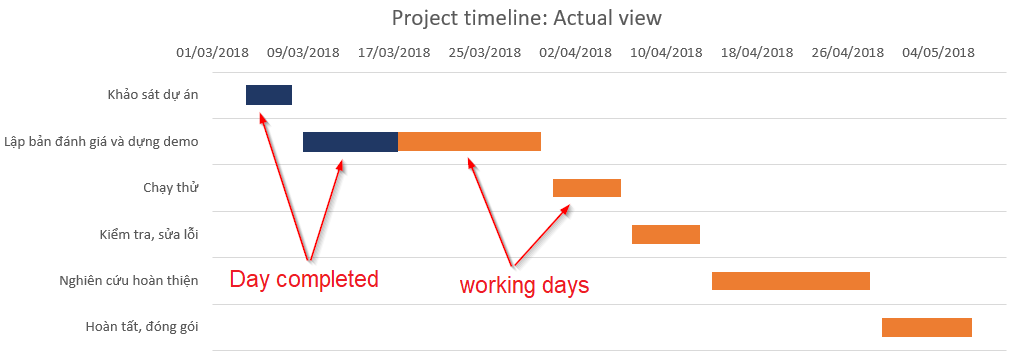 Project timeline: Actual view
01/03/2018 09/03/2018 17/03/2018 25/03/2018 02/04/2018 10/04/2018 18/04/2018 26/04/2018 04/05/2018
Khảo sát dự án
Lập bản đánh giá và dựng demo
Chạy thử
Kiểm tra, sửa lỗi
Nghiên cứu hoàn thiện
Day completed
working days
Hoàn tất, đóng gói